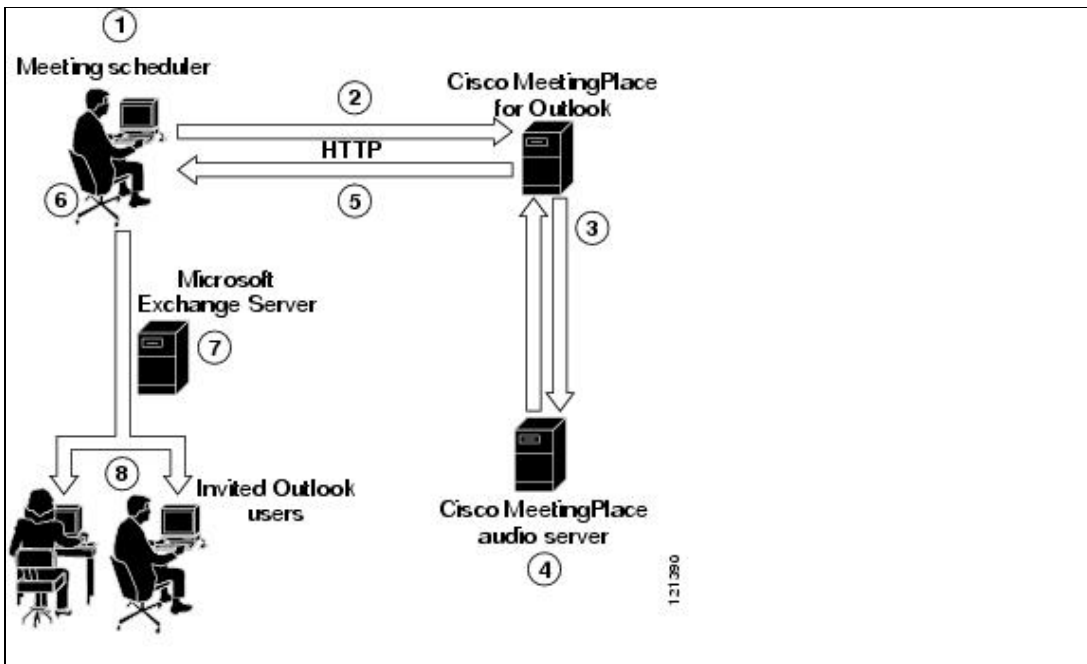 1
Meeting scheduler
2
Cisco MeetingPlace
for Outlook
HTTP
5
6
3
Microsoft
Exchange Server
7
8
Invited Outlook
users
Cisco MeetingPlace
audio server
4
121390